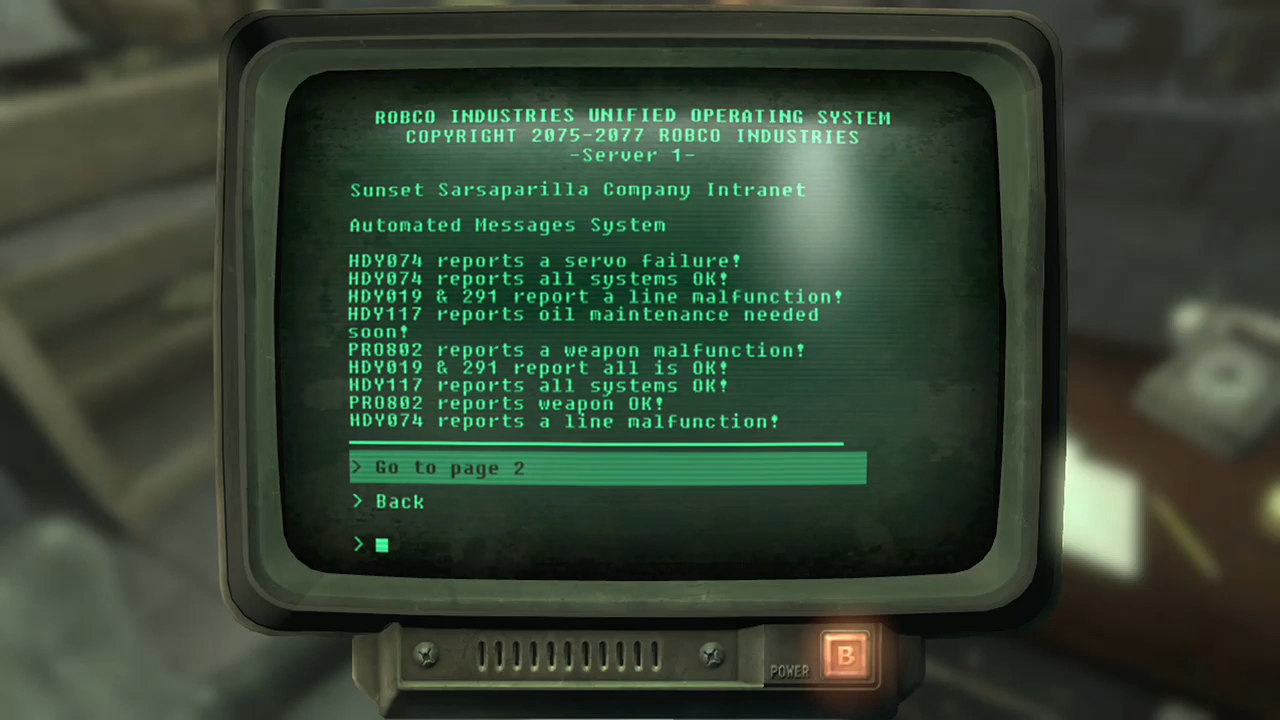 ROBCO INDUSTRIES UNIFIED OPERATING SYSTEM
COPYRIGHT 2075-2077 ROBCO INDUSTRIES
-Server 1-
Sunset Sarsaparilla Company Intranet
Automated Messages System
HDY074 reports a servo failure!
HDY074 reports all systems OK!
HDY019 & 291 report a line malfunction!
HDY117 reports oil maintenance needed
soon!
PRO802 reports a weapon malfunction!
HDY019 & 291 report all is OK!
HDY117 reports all systems OK!
PRO802 reports weapon OK!
HDY074 reports a line malfunction!
> Go to page 2
> Back
>
POWER B